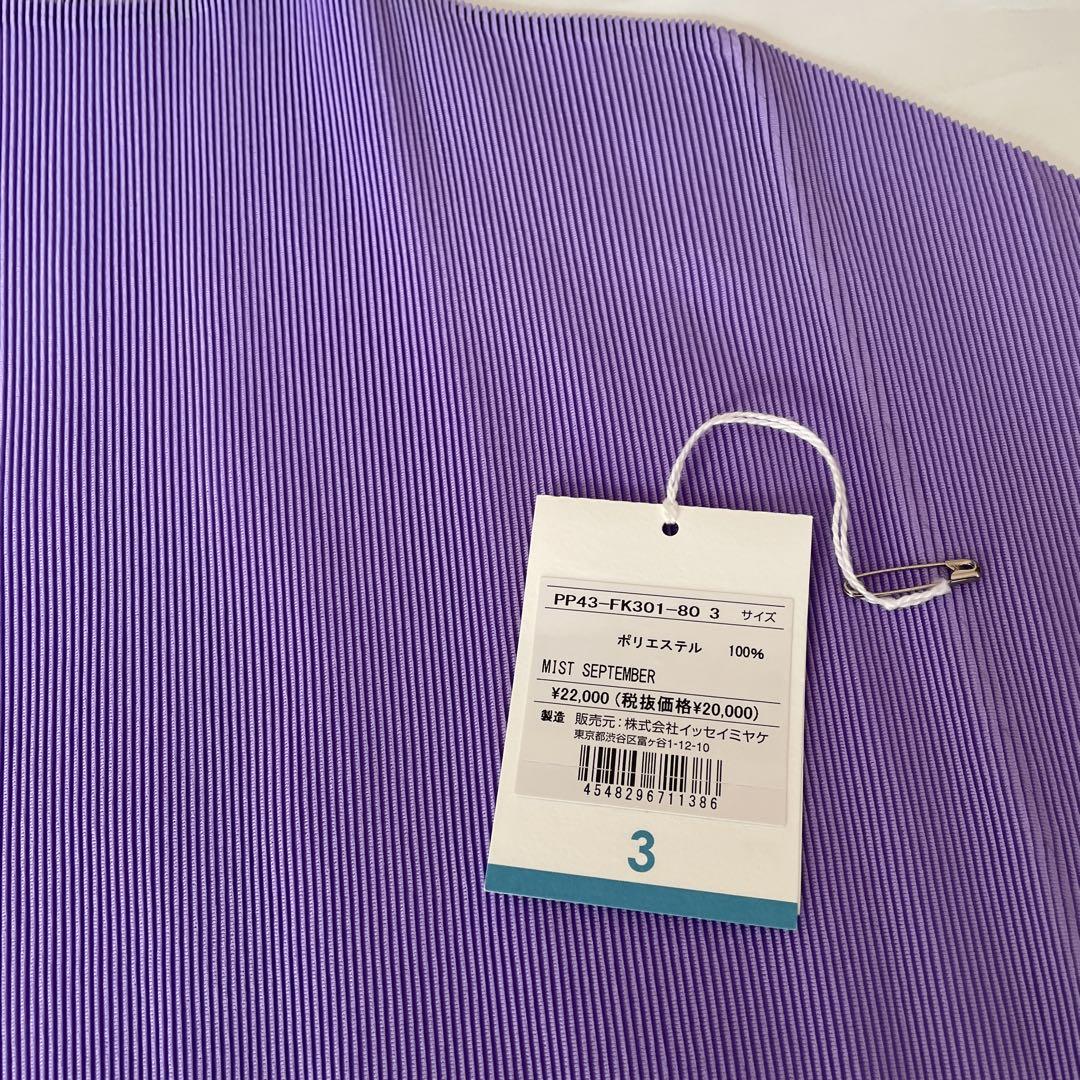 PP43-FK301-80 3 サイズ
ポリエステル 100%
MIST SEPTEMBER
¥22,000 (税抜価格¥20,000)
製造 販売元:株式会社イッセイミヤケ
東京都渋谷区富ヶ谷1-12-10
4548296711386
3